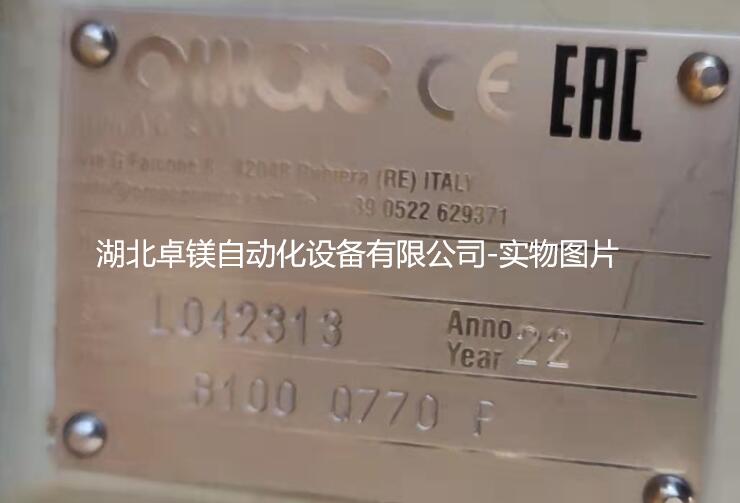 OMAC CE EAC
Via G Falcone 8 - 42048 Rubiera (RE) ITALY
39 0522 629371
湖北卓镁自动化设备有限公司-实物图片
L042313 Anno 22
Year
B100 Q770 P